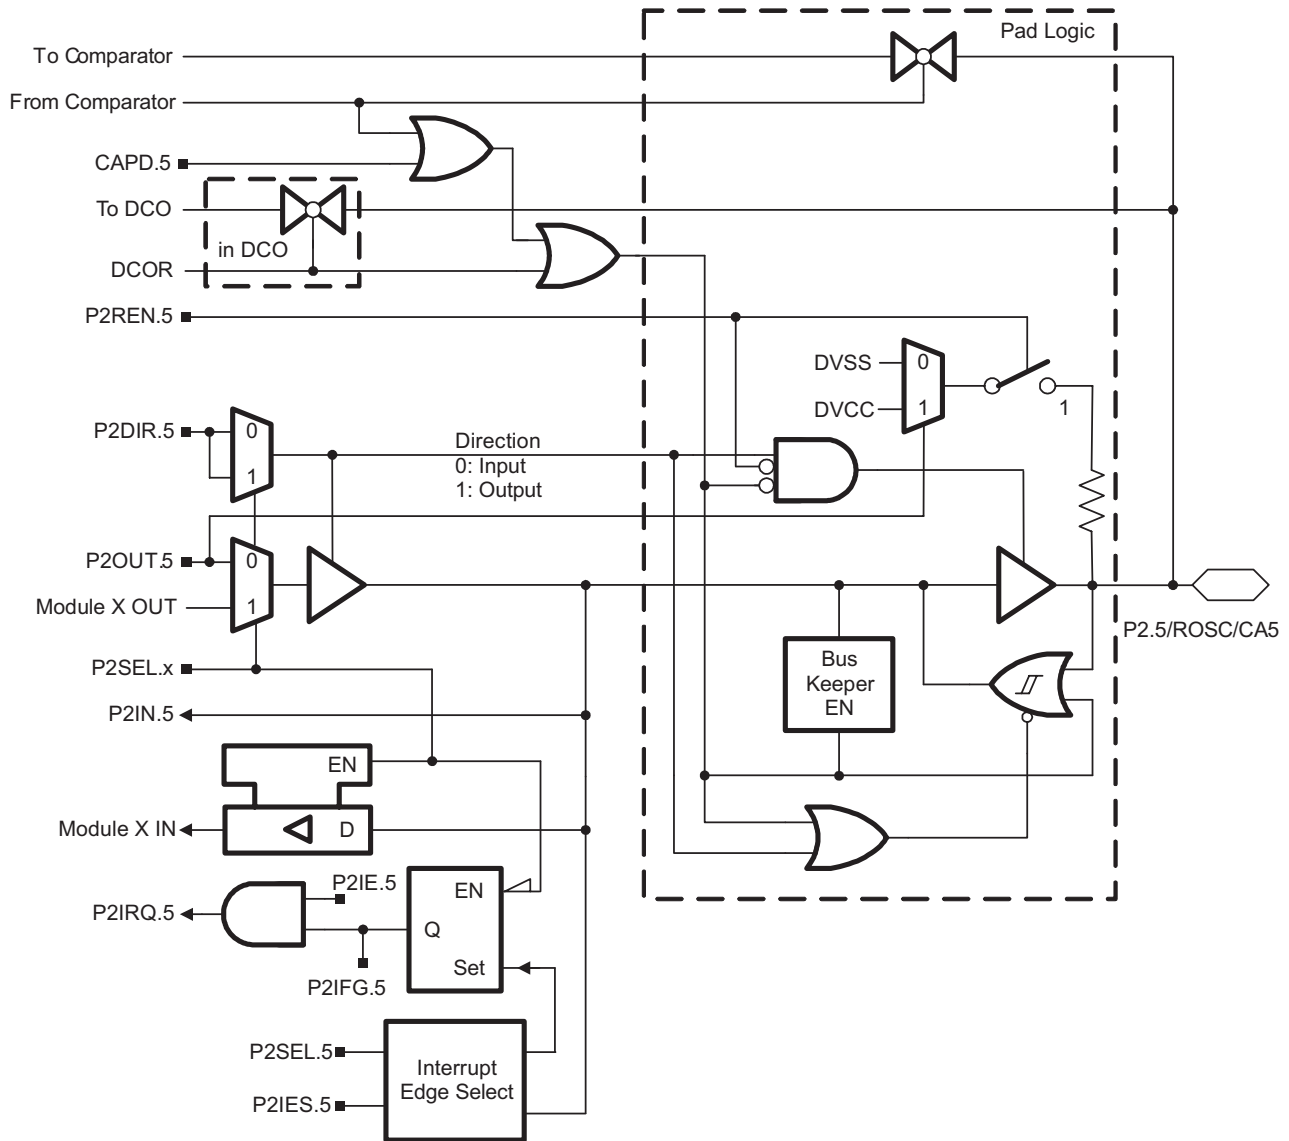 Pad Logic
To Comparator
From Comparator
CAPD.5
To DCO
in DCO
DCOR
P2REN.5
DVSS
0
DVCC
1
1
P2DIR.5
0
1
Direction
0: Input
1: Output
P2OUT.5
0
Module X OUT
1
P2.5/ROSC/CA5
P2SEL.x
Bus
Keeper
EN
P2IN.5
EN
Module X IN
D
P2IE.5
EN
P2IRQ.5
Q
Set
P2IFG.5
P2SEL.5
Interrupt
Edge Select
P2IES.5